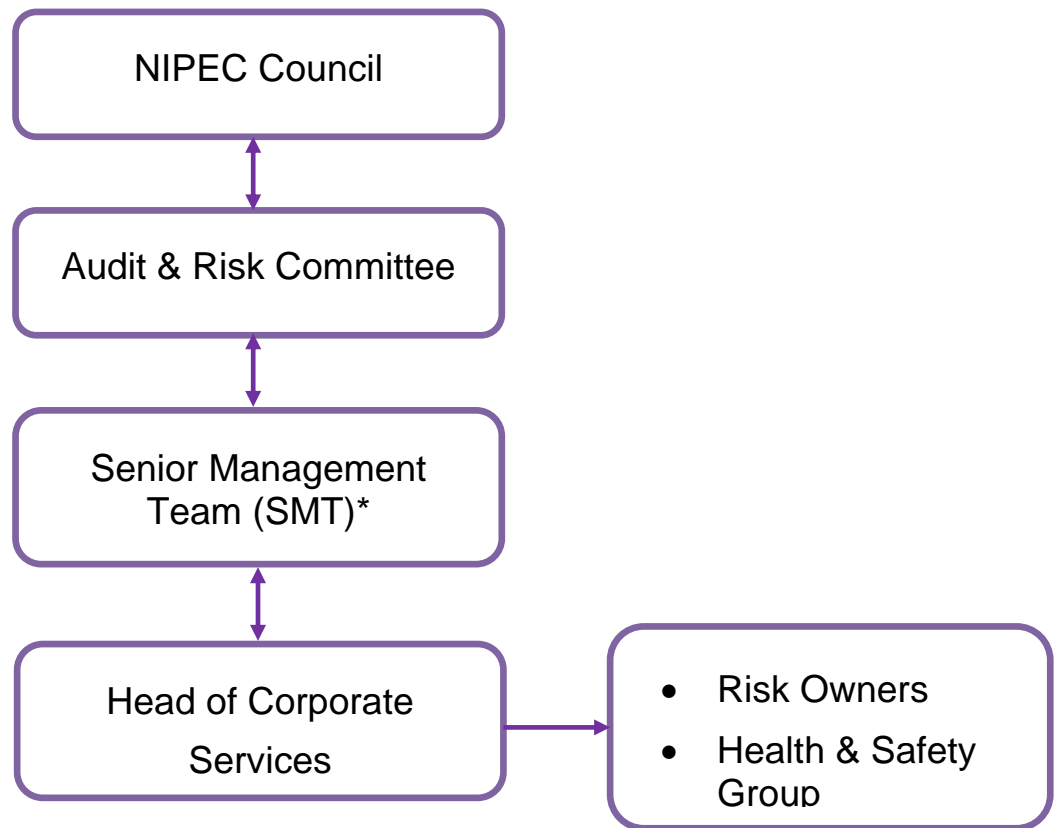 NIPEC Council
Audit & Risk Committee
Senior Management
Team (SMT)*
Head of Corporate
Services
• Risk Owners
• Health & Safety
Group